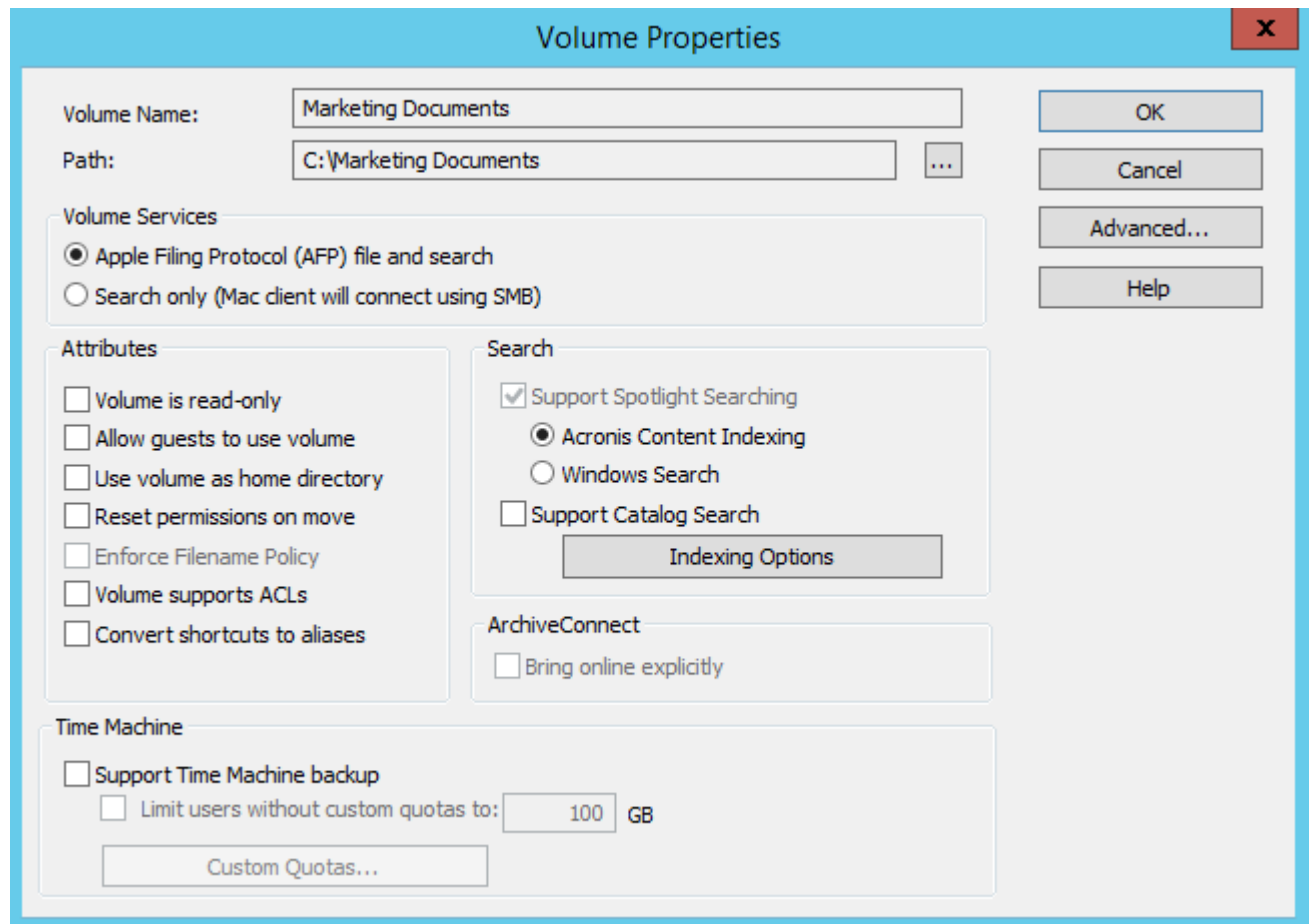 Volume Properties
x
Volume Name:
Marketing Documents
OK
Path:
C:\Marketing Documents
...
Cancel
Volume Services
Advanced...
Apple Filing Protocol (AFP) file and search
Search only (Mac client will connect using SMB)
Help
Attributes
Volume is read-only
Allow guests to use volume
Use volume as home directory
Reset permissions on move
Enforce Filename Policy
Volume supports ACLs
Convert shortcuts to aliases
Search
Support Spotlight Searching
Acronis Content Indexing
Windows Search
Support Catalog Search
Indexing Options
ArchiveConnect
Bring online explicitly
Time Machine
Support Time Machine backup
Limit users without custom quotas to: 100 GB
Custom Quotas...